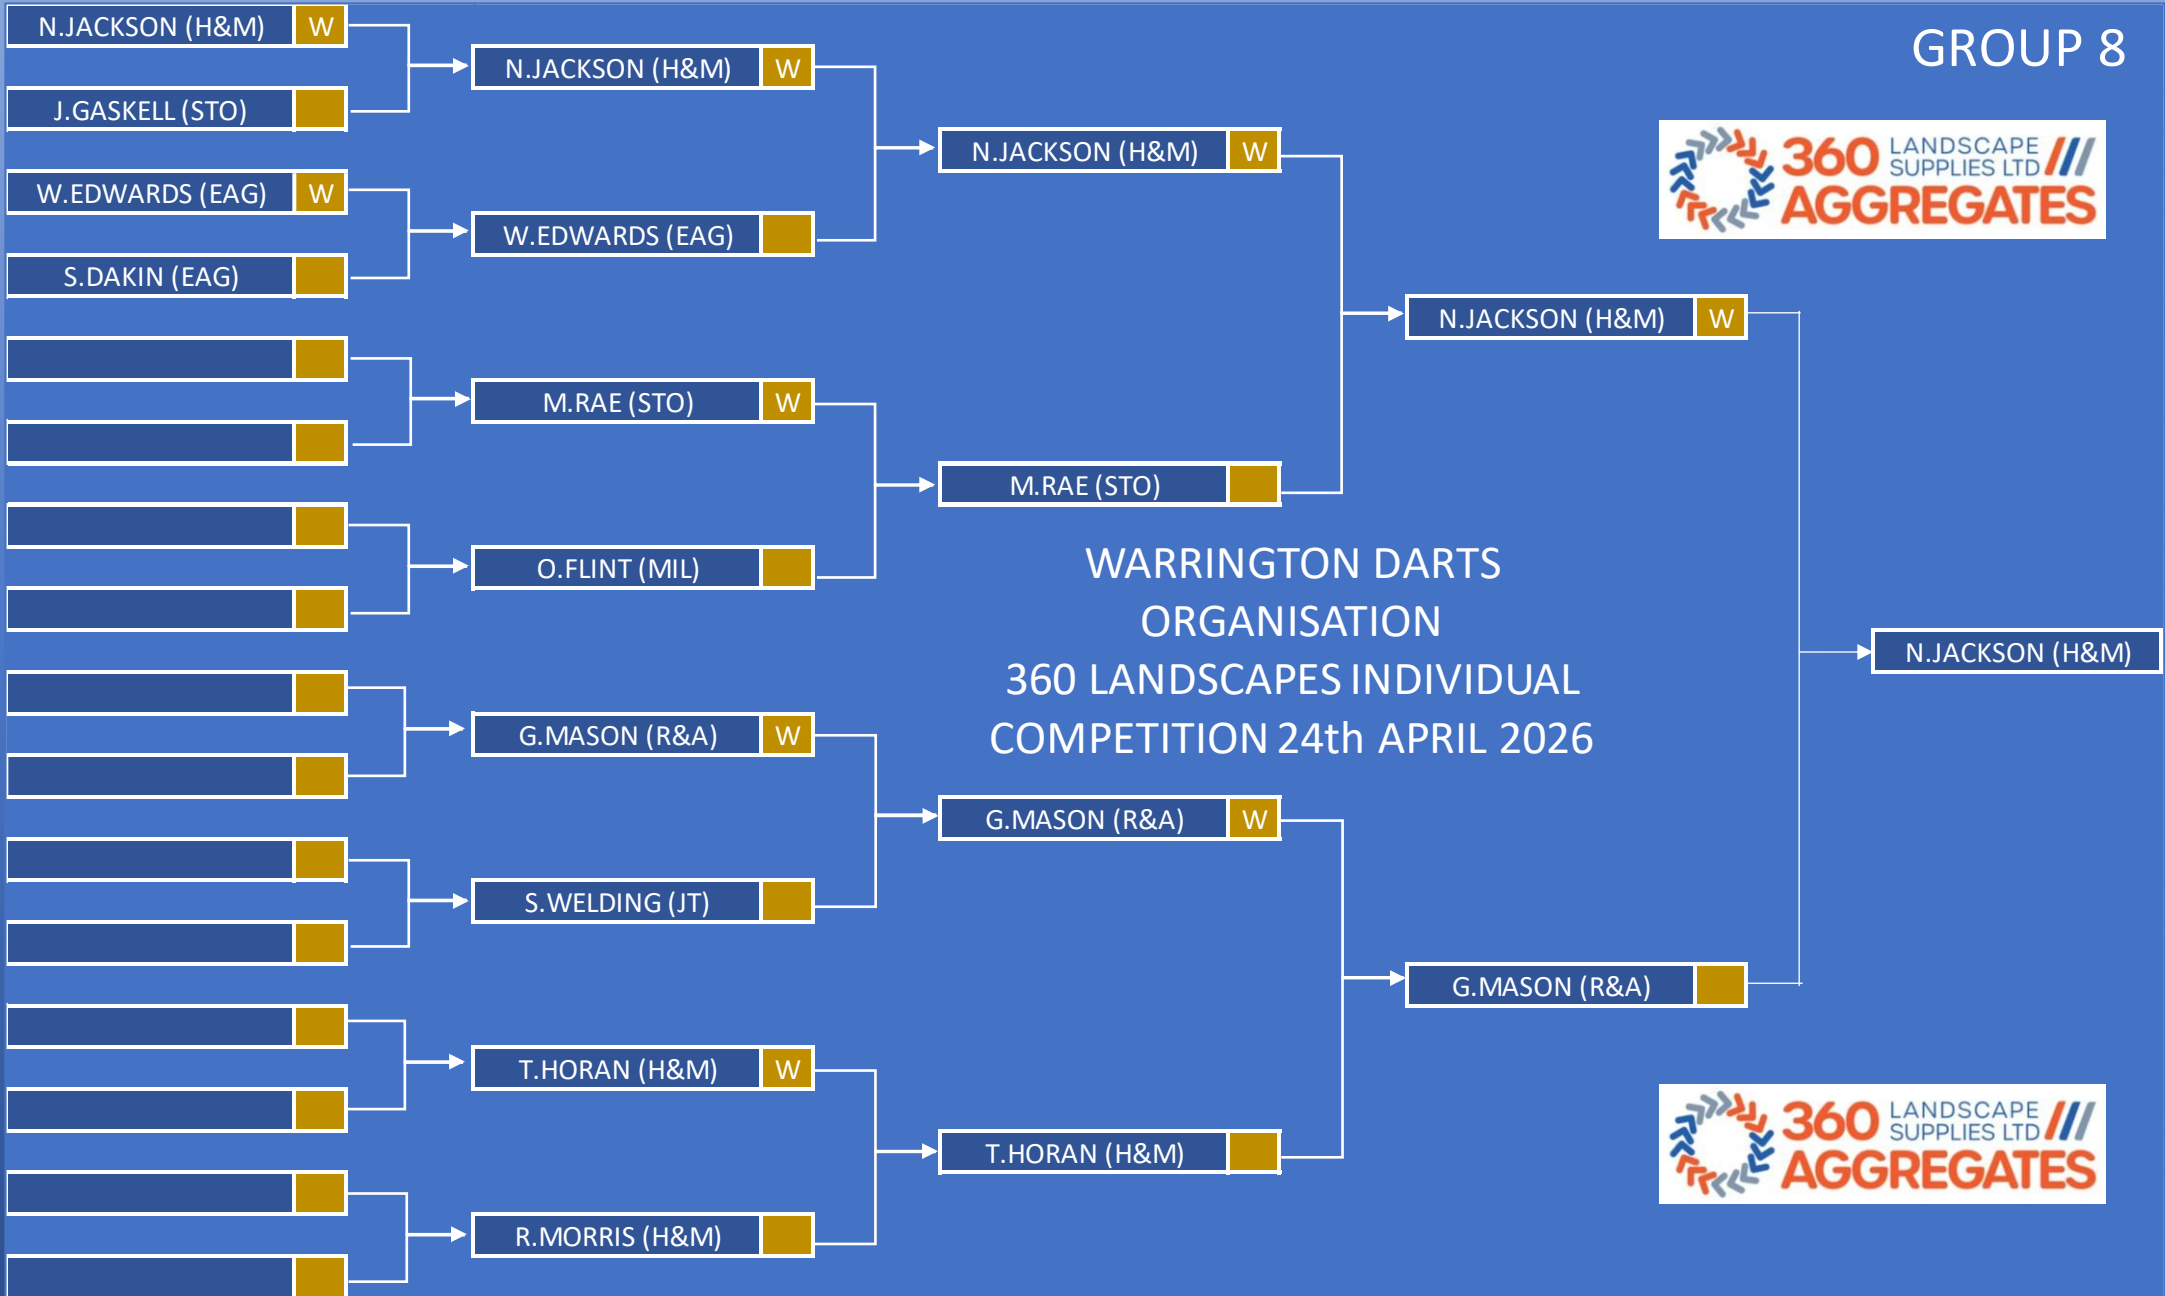 GROUP 8
N.JACKSON (H&M) W
J.GASKELL (STO)
W.EDWARDS (EAG) W
S.DAKIN (EAG)
N.JACKSON (H&M) W
W.EDWARDS (EAG)
M.RAE (STO) W
O.FLINT (MIL)
G.MASON (R&A) W
S.WELDING (JT)
T.HORAN (H&M) W
R.MORRIS (H&M)
N.JACKSON (H&M) W
M.RAE (STO)
G.MASON (R&A) W
T.HORAN (H&M)
N.JACKSON (H&M) W
G.MASON (R&A)
N.JACKSON (H&M)
WARRINGTON DARTS
ORGANISATION
360 LANDSCAPES INDIVIDUAL
COMPETITION 24th APRIL 2026
360 LANDSCAPE
SUPPLIES LTD
AGGREGATES
360 LANDSCAPE
SUPPLIES LTD
AGGREGATES